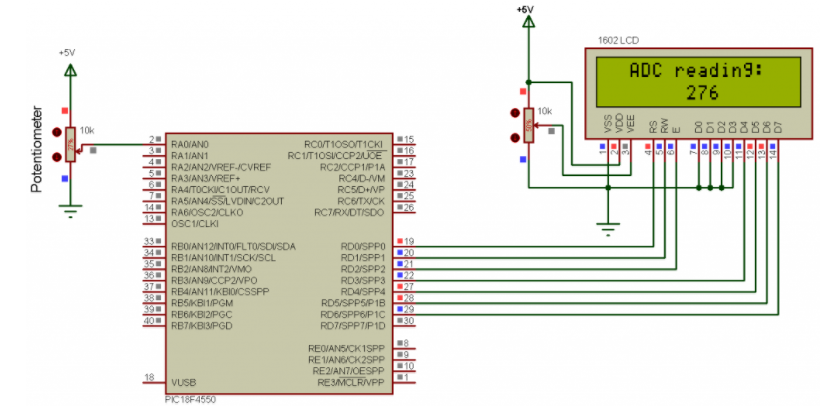 +5V
10k
Potentiometer
27%
2 RA0/AN0
3 RA1/AN1
4 RA2/AN2/VREF-/CVREF
5 RA3/AN3/VREF+
6 RA4/T0CKI/C1OUT/RCV
7 RA5/AN4/SS/LVDIN/C2OUT
14 RA6/OSC2/CLKO
13 OSC1/CLKI
33 RB0/AN12/INT0/FLT0/SDI/SDA
34 RB1/AN10/INT1/SCK/SCL
35 RB2/AN8/INT2/VMO
36 RB3/AN9/CCP2/VPO
37 RB4/AN11/KBI0/CSSPP
38 RB5/KBI1/PGM
39 RB6/KBI2/PGC
40 RB7/KBI3/PGD
18 VUSB
RC0/T1OSO/T1CKI 15
RC1/T1OSI/CCP2/UOE 16
RC2/CCP1/P1A 17
RC4/D-/VM 23
RC5/D+/VP 24
RC6/TX/CK 25
RC7/RX/DT/SDO 26
RD0/SPP0 19
RD1/SPP1 20
RD2/SPP2 21
RD3/SPP3 22
RD4/SPP4 27
RD5/SPP5/P1B 28
RD6/SPP6/P1C 29
RD7/SPP7/P1D 30
RE0/AN5/CK1SPP 8
RE1/AN6/CK2SPP 9
RE2/AN7/OESPP 10
RE3/MCLR/VPP 1
PIC18F4550
+5V
10k
50%
1602 LCD
ADC reading:
276
VSS VDD VEE RS RW E D0 D1 D2 D3 D4 D5 D6 D7
1 2 3 4 5 6 7 8 9 10 11 12 13 14